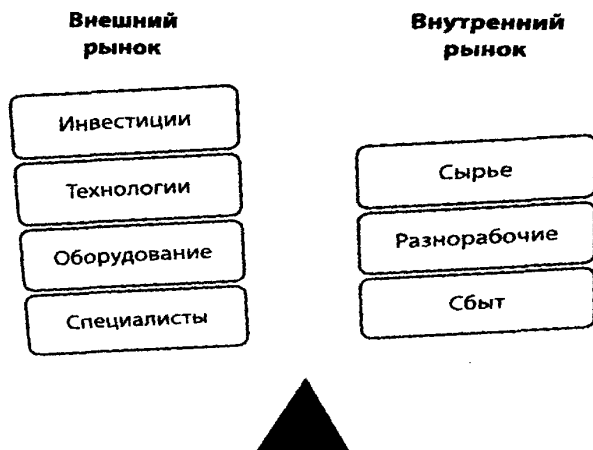 Внешний
рынок
Инвестиции
Технологии
Оборудование
Специалисты
Внутренний
рынок
Сырье
Разнорабочие
Сбыт